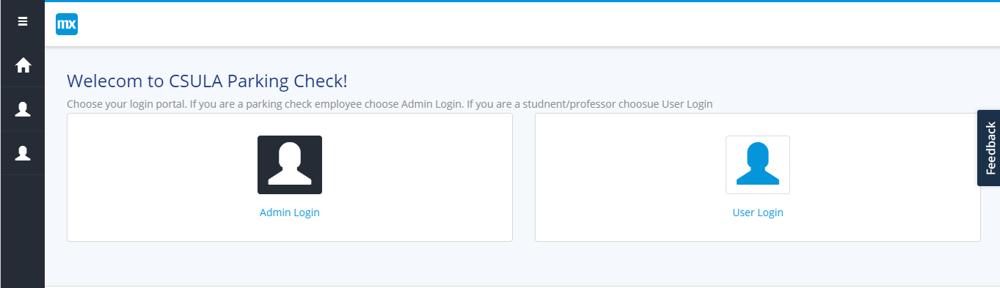 mx
Welecom to CSULA Parking Check!
Choose your login portal. If you are a parking check employee choose Admin Login. If you are a studnent/professor choosue User Login
Admin Login
User Login
Feedback